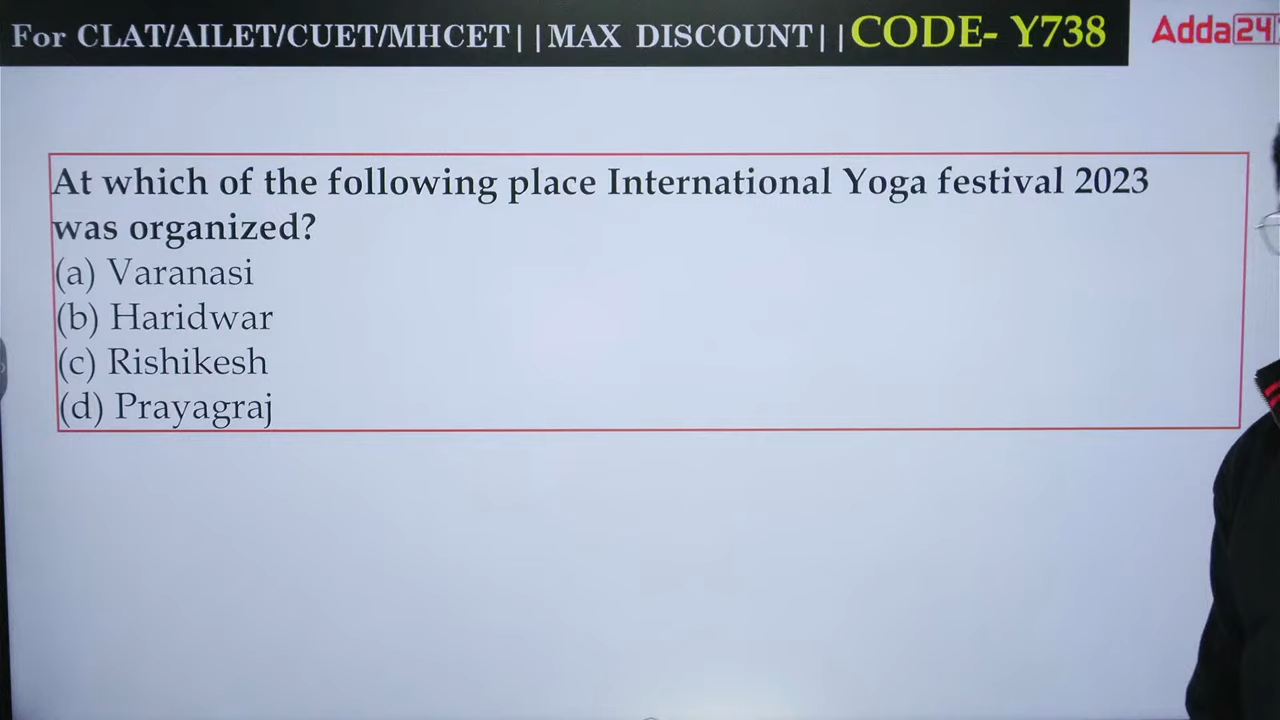 For CLAT/AILET/CUET/MHCET||MAX DISCOUNT||CODE- Y738
Adda24
At which of the following place International Yoga festival 2023
was organized?
(a) Varanasi
(b) Haridwar
(c) Rishikesh
(d) Prayagraj